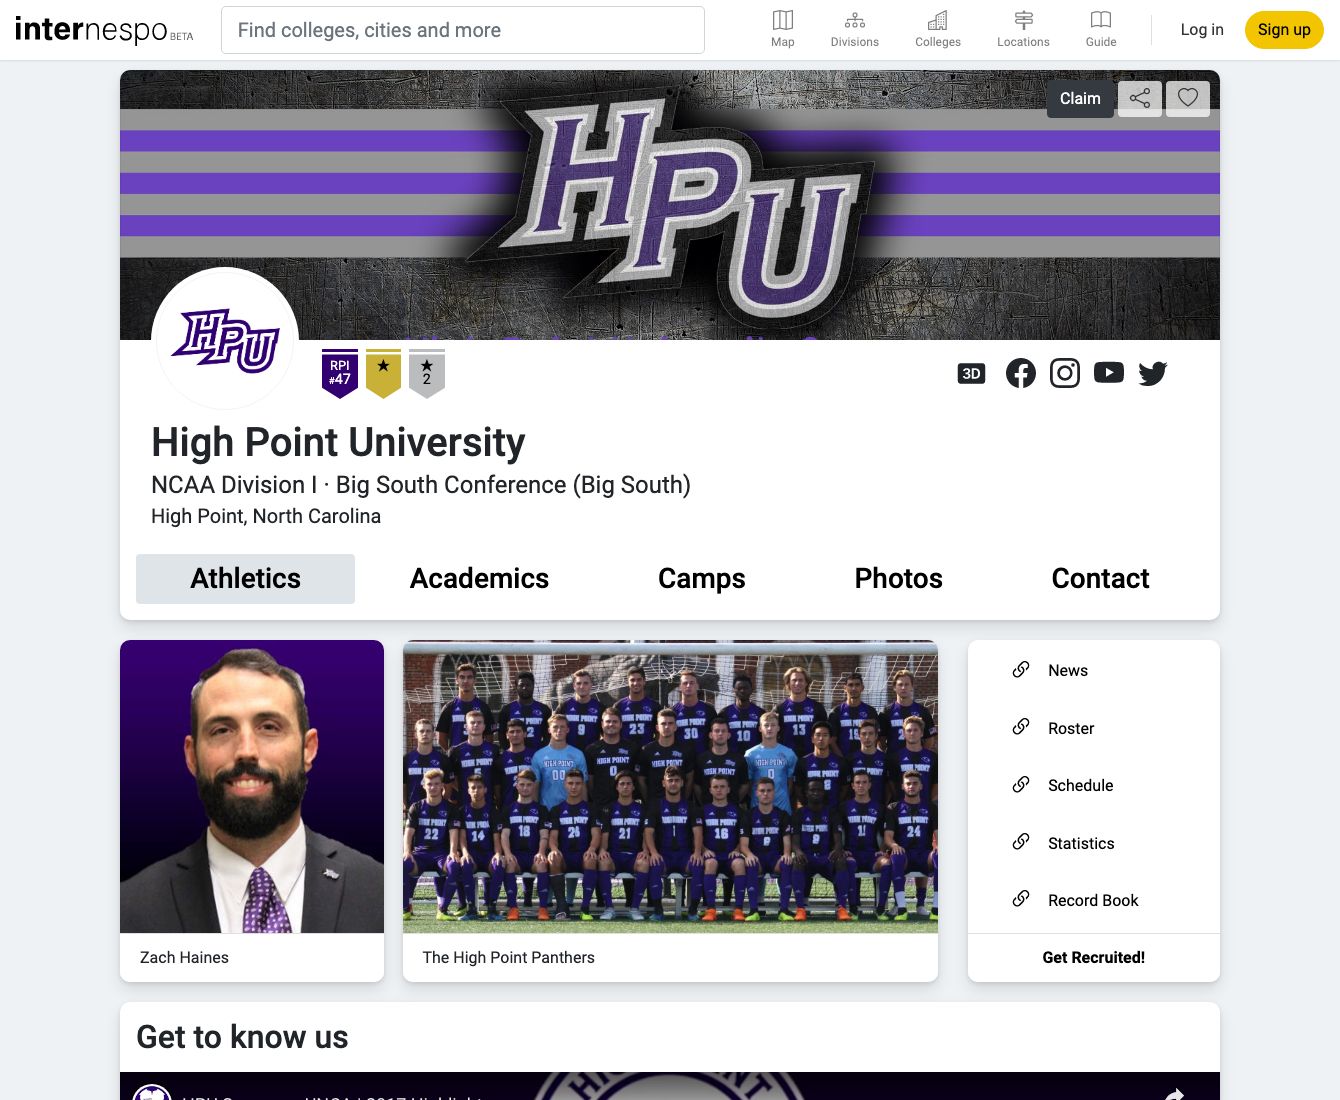 internespo BETA
Find colleges, cities and more
Map
Divisions
Colleges
Locations
Guide
Log in
Sign up
HPU
Claim
HPU
RPI
#47
★
★
2
3D
High Point University
NCAA Division I · Big South Conference (Big South)
High Point, North Carolina
Athletics
Academics
Camps
Photos
Contact
Zach Haines
The High Point Panthers
News
Roster
Schedule
Statistics
Record Book
Get Recruited!
Get to know us
HIGH POINT